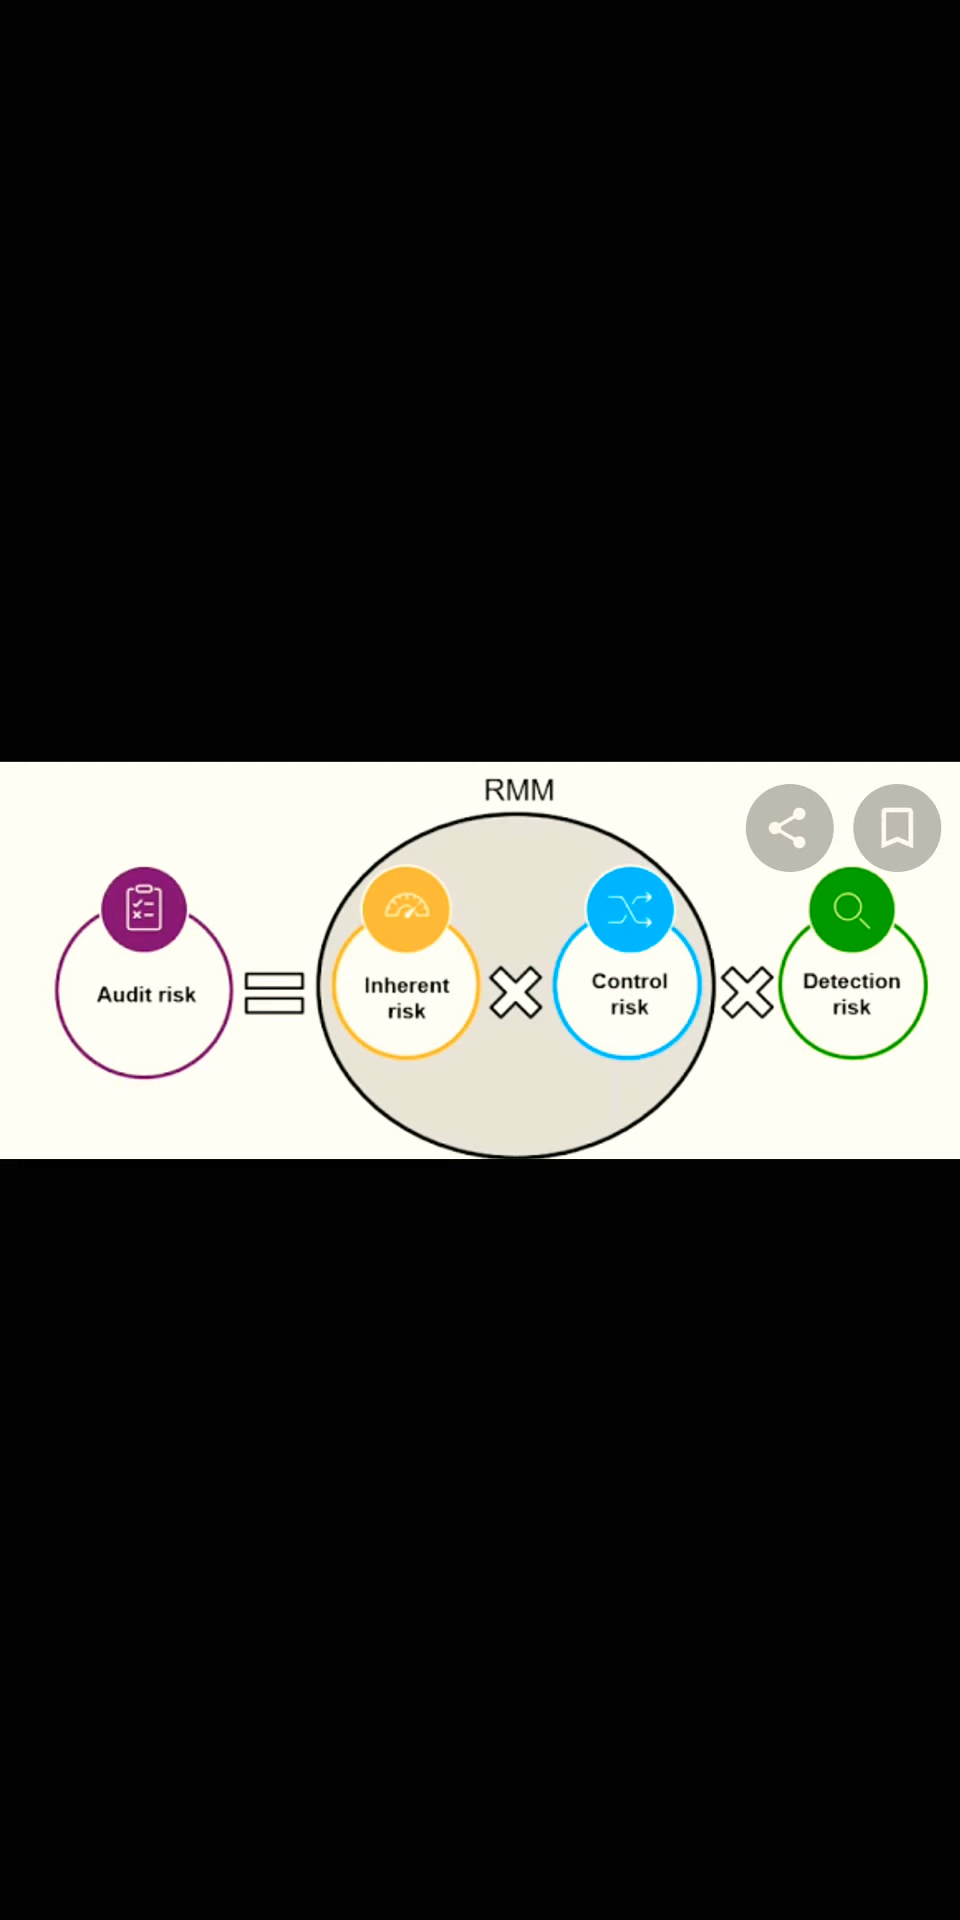 RMM
Audit risk
Inherent
risk
Control
risk
Detection
risk